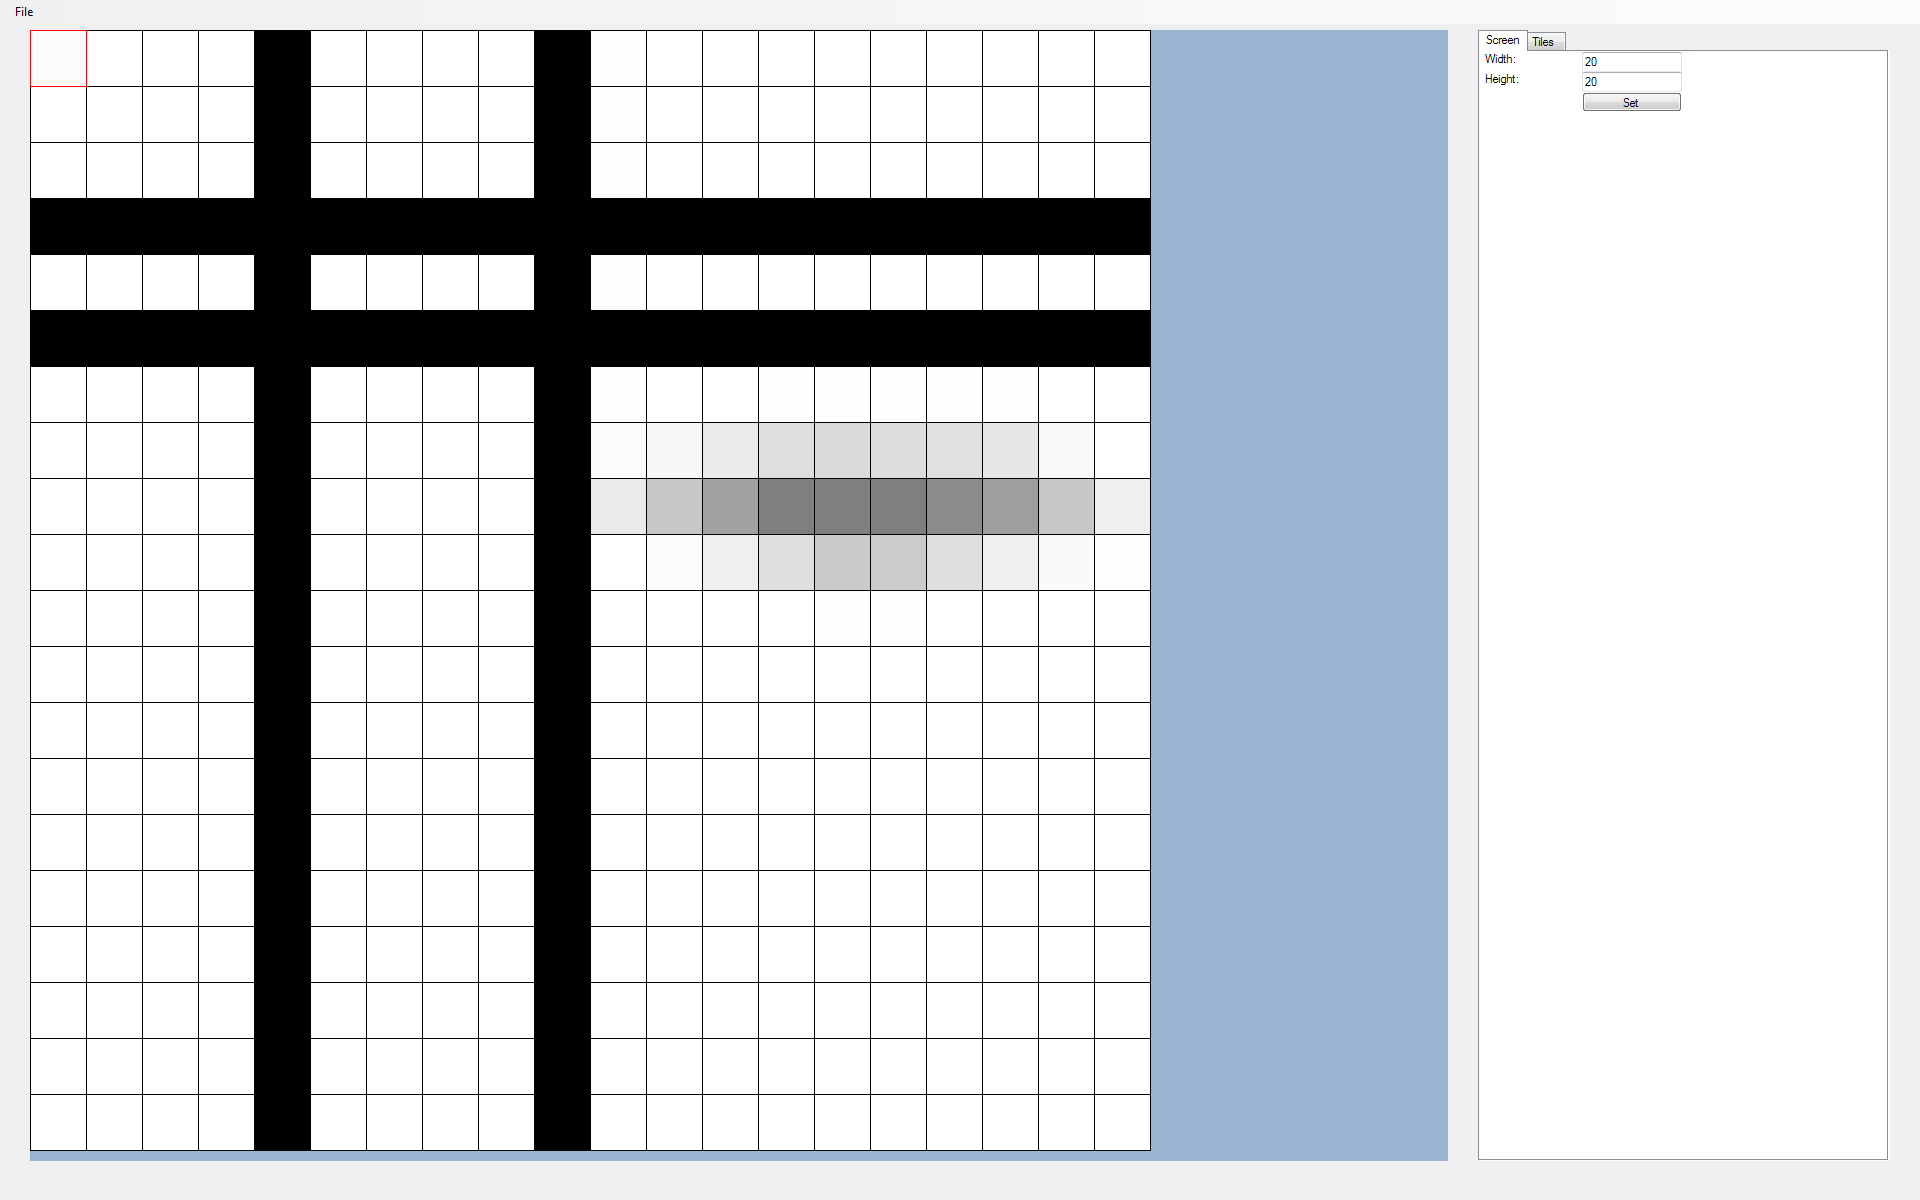 File
Screen Tiles
Width: 20
Height: 20
Set